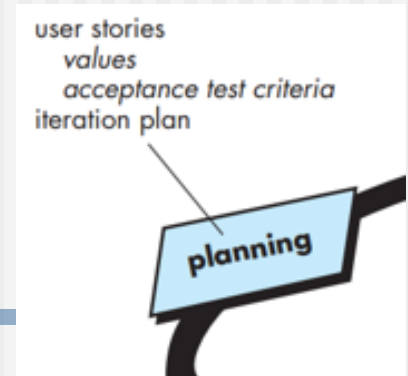 user stories
values
acceptance test criteria
iteration plan
planning